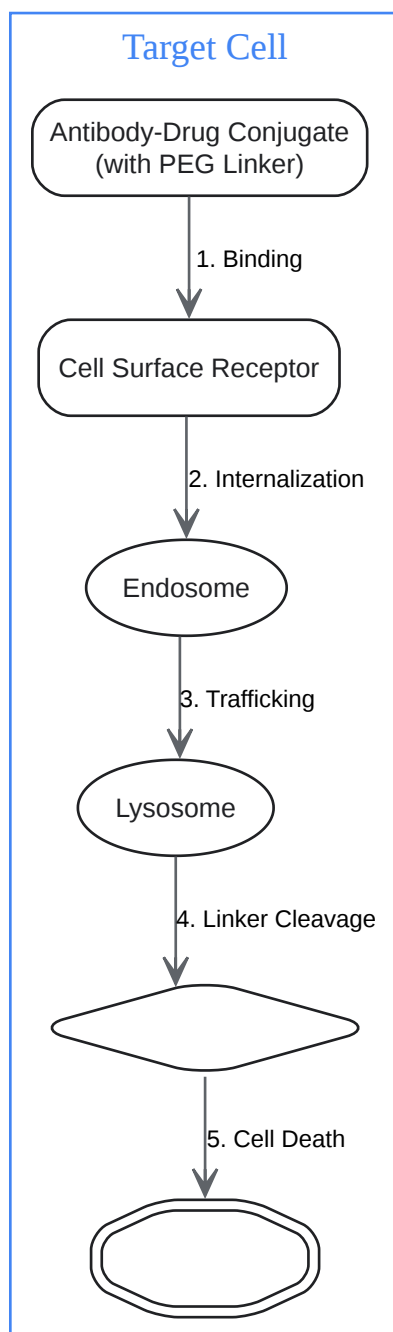 Target Cell
Antibody-Drug Conjugate
(with PEG Linker)
1. Binding
Cell Surface Receptor
2. Internalization
Endosome
3. Trafficking
Lysosome
4. Linker Cleavage
5. Cell Death